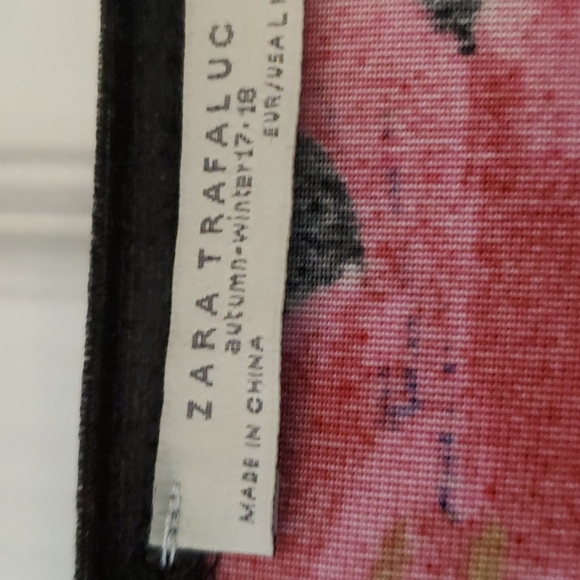 ZARA TRAFALUC
autumn-winter17·18
MADE IN CHINA
EUR/USA L